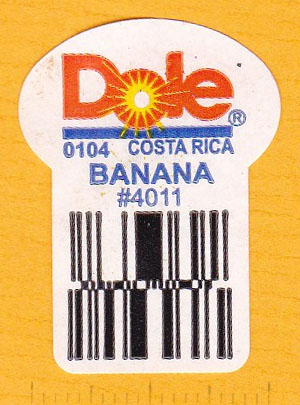 Dole®
0104 COSTA RICA
BANANA
#4011